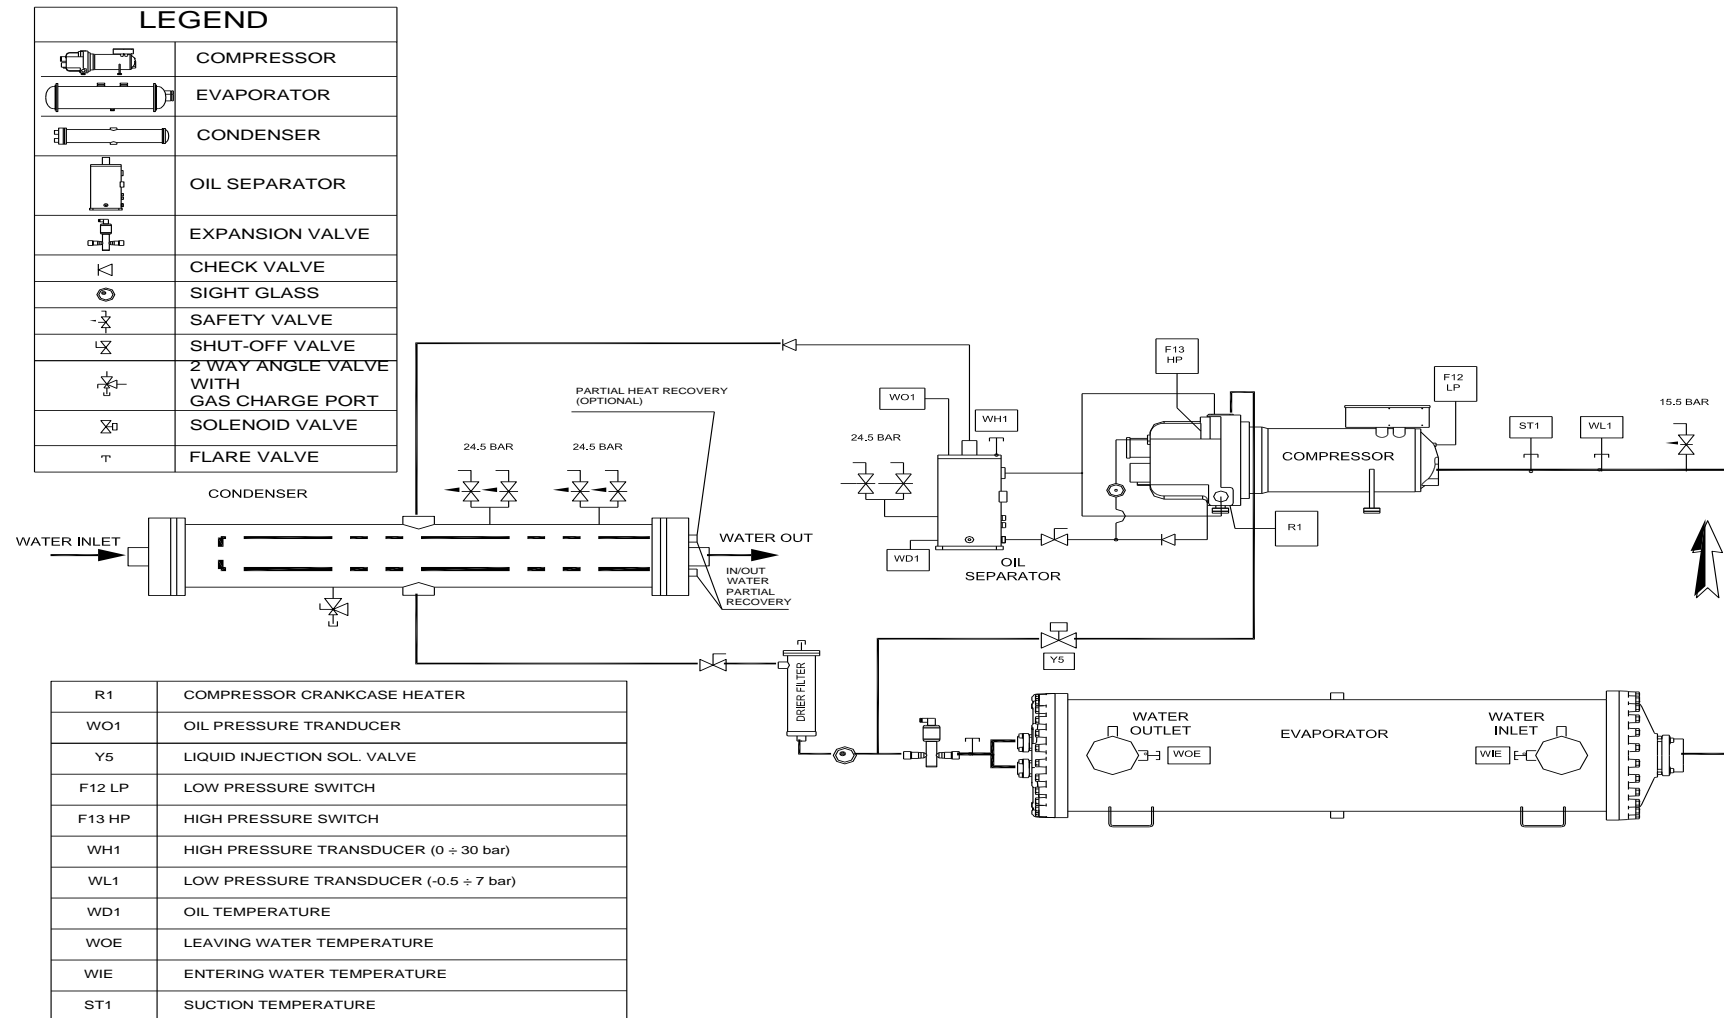 LEGEND
COMPRESSOR
EVAPORATOR
CONDENSER
OIL SEPARATOR
EXPANSION VALVE
CHECK VALVE
SIGHT GLASS
SAFETY VALVE
SHUT-OFF VALVE
2 WAY ANGLE VALVE
WITH
GAS CHARGE PORT
SOLENOID VALVE
FLARE VALVE
PARTIAL HEAT RECOVERY
(OPTIONAL)
24.5 BAR
24.5 BAR
CONDENSER
WATER INLET
WATER OUT
IN/OUT
WATER
PARTIAL
RECOVERY
WO1
WH1
24.5 BAR
WD1
OIL
SEPARATOR
F13
HP
F12
LP
COMPRESSOR
R1
ST1
WL1
15.5 BAR
Y5
DRIER FILTER
WATER
OUTLET
WOE
EVAPORATOR
WATER
INLET
WIE
R1 COMPRESSOR CRANKCASE HEATER
WO1 OIL PRESSURE TRANDUCER
Y5 LIQUID INJECTION SOL. VALVE
F12 LP LOW PRESSURE SWITCH
F13 HP HIGH PRESSURE SWITCH
WH1 HIGH PRESSURE TRANSDUCER (0 ÷ 30 bar)
WL1 LOW PRESSURE TRANSDUCER (-0.5 ÷ 7 bar)
WD1 OIL TEMPERATURE
WOE LEAVING WATER TEMPERATURE
WIE ENTERING WATER TEMPERATURE
ST1 SUCTION TEMPERATURE